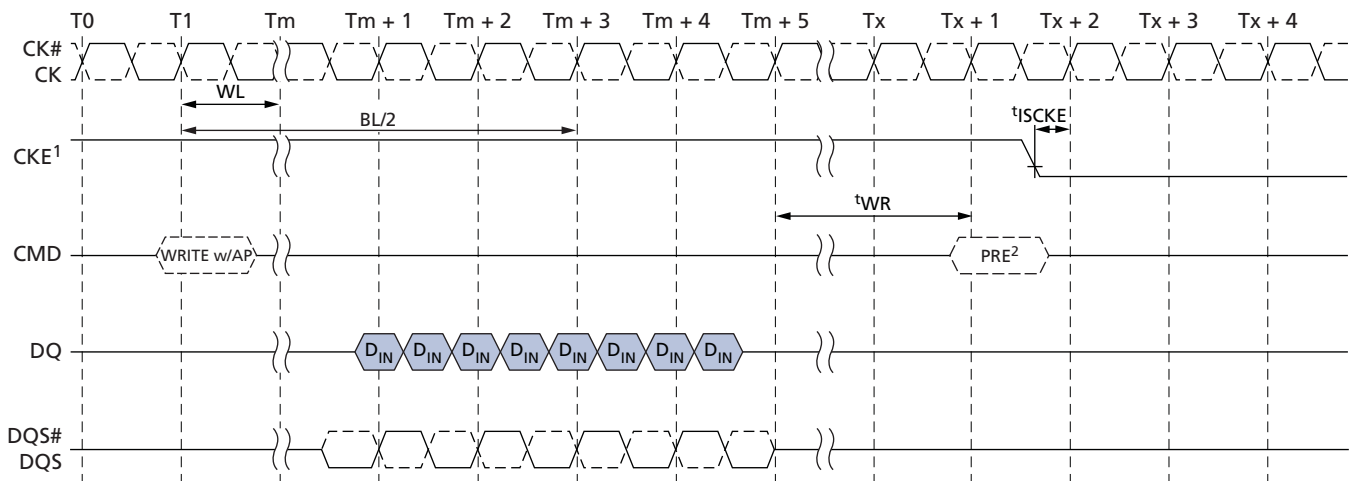 T0 T1 Tm Tm + 1 Tm + 2 Tm + 3 Tm + 4 Tm + 5 Tx Tx + 1 Tx + 2 Tx + 3 Tx + 4
CK#
CK
WL
BL/2
tISCKE
CKE1
tWR
CMD WRITE w/AP PRE2
DQ DIN DIN DIN DIN DIN DIN DIN DIN
DQS#
DQS